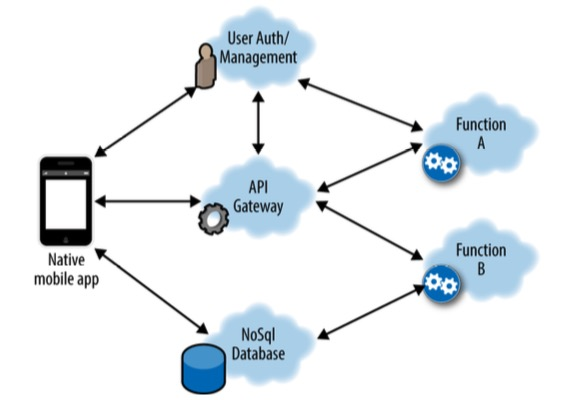 User Auth/
Management
Function
A
API
Gateway
Native
mobile app
Function
B
NoSql
Database